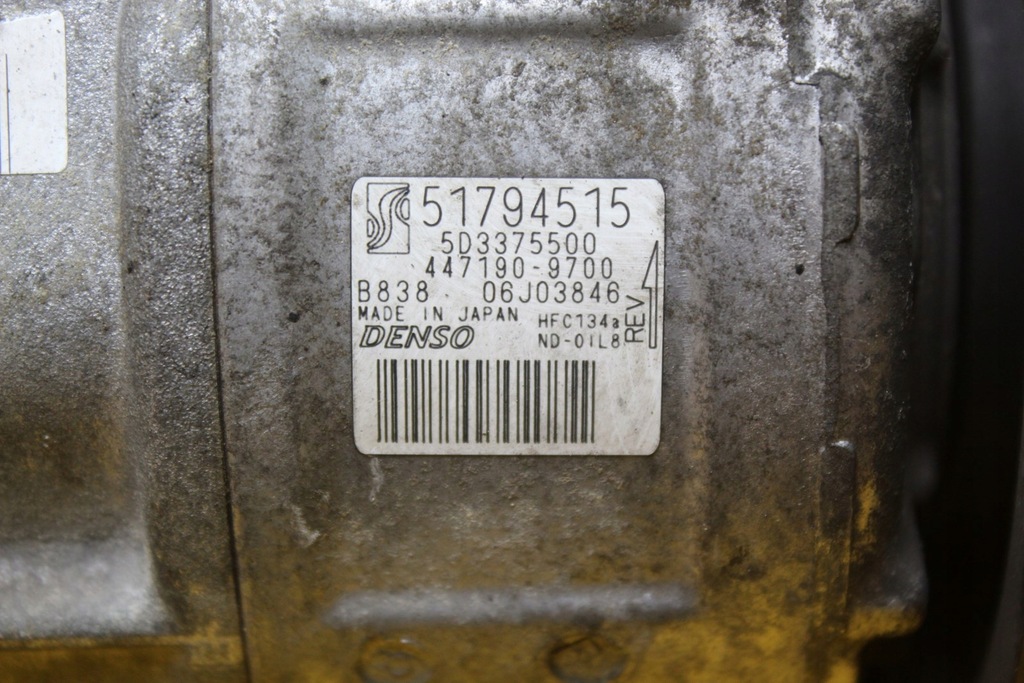 51794515
5D3375500
447190-9700
B838 06J03846
MADE IN JAPAN HFC134a
DENSO ND-OIL8
REV